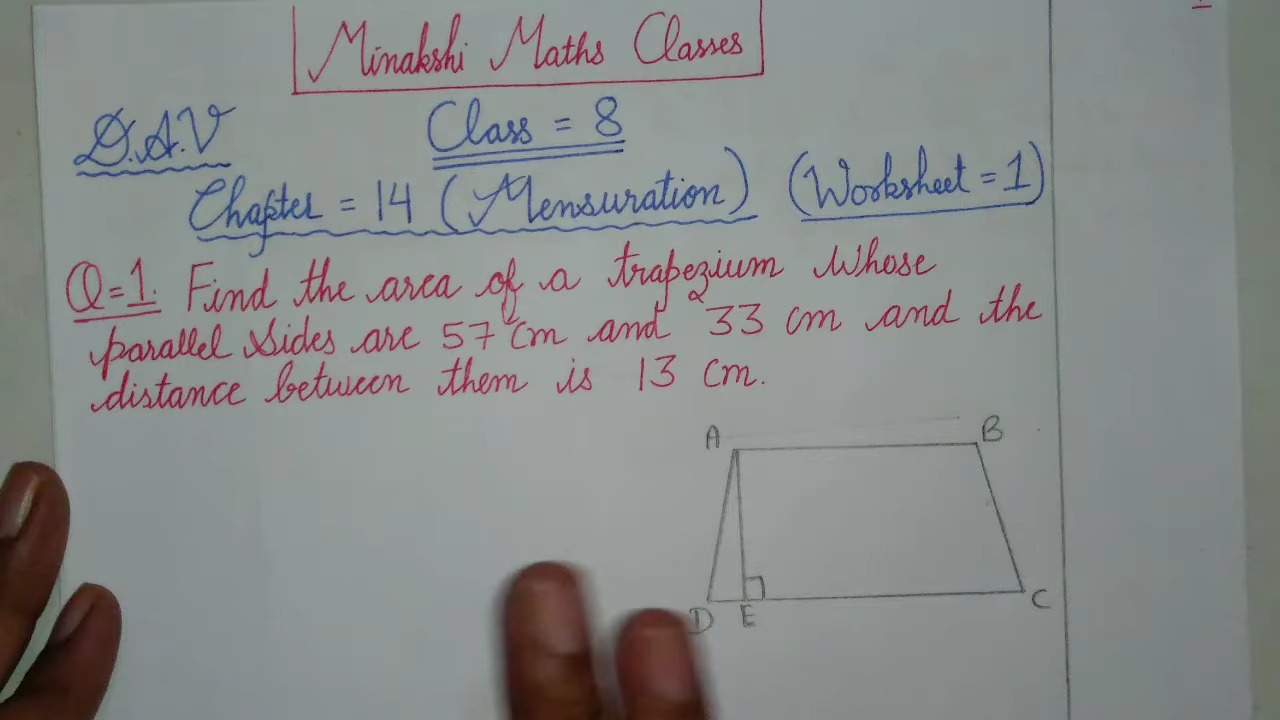 Minakshi Maths Classes
D.A.V Class = 8
Chapter = 14 (Mensuration) (Worksheet = 1)
Q=1. Find the area of a trapezium whose
parallel sides are 57 cm and 33 cm and the
distance between them is 13 cm.
A B
D E C